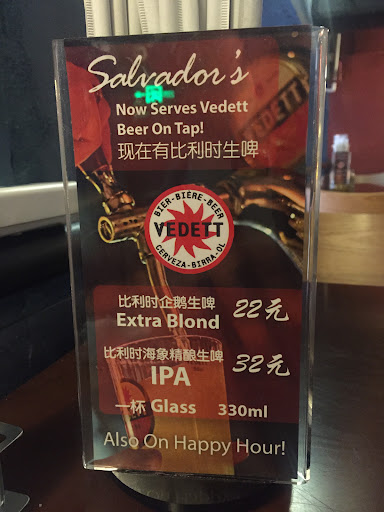 Salvador's
Now Serves Vedett
Beer On Tap!
现在有比利时生啤
VEDETT
BIER-BIÈRE-BEER
VEDETT
CERVEZA-BIRRA-ØL
比利时企鹅生啤 22元
Extra Blond
比利时海象精酿生啤 32元
IPA
一杯 Glass 330ml
Also On Happy Hour!